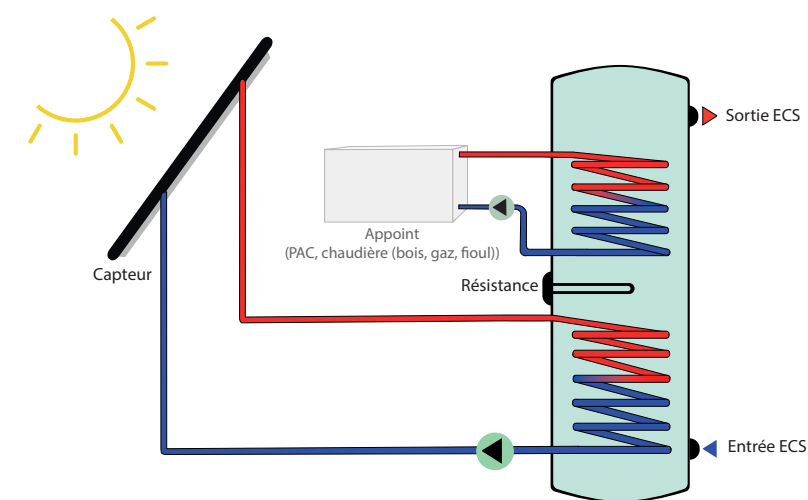 Sortie ECS
Appoint
(PAC, chaudière (bois, gaz, fioul))
Capteur
Résistance
Entrée ECS